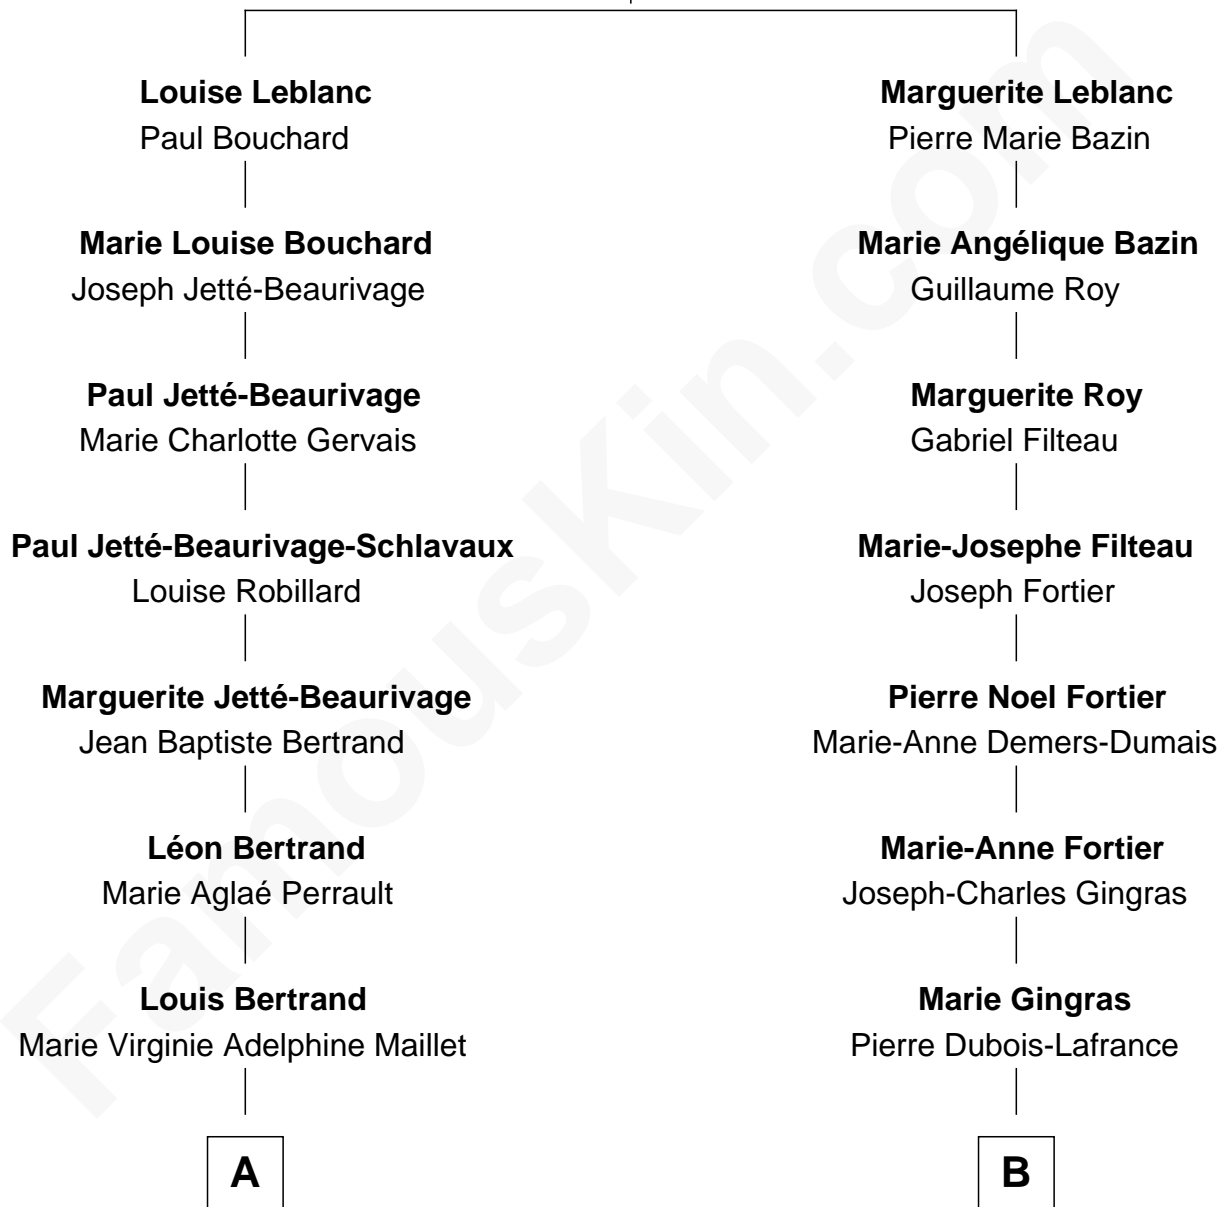 Louise Leblanc
Paul Bouchard
Marie Louise Bouchard
Joseph Jetté-Beaurivage
Paul Jetté-Beaurivage
Marie Charlotte Gervais
Paul Jetté-Beaurivage-Schlavaux
Louise Robillard
Marguerite Jetté-Beaurivage
Jean Baptiste Bertrand
Léon Bertrand
Marie Aglaé Perrault
Louis Bertrand
Marie Virginie Adelphine Maillet
A
Marguerite Leblanc
Pierre Marie Bazin
Marie Angélique Bazin
Guillaume Roy
Marguerite Roy
Gabriel Filteau
Marie-Josephe Filteau
Joseph Fortier
Pierre Noel Fortier
Marie-Anne Demers-Dumais
Marie-Anne Fortier
Joseph-Charles Gingras
Marie Gingras
Pierre Dubois-Lafrance
B
FamousKin.com